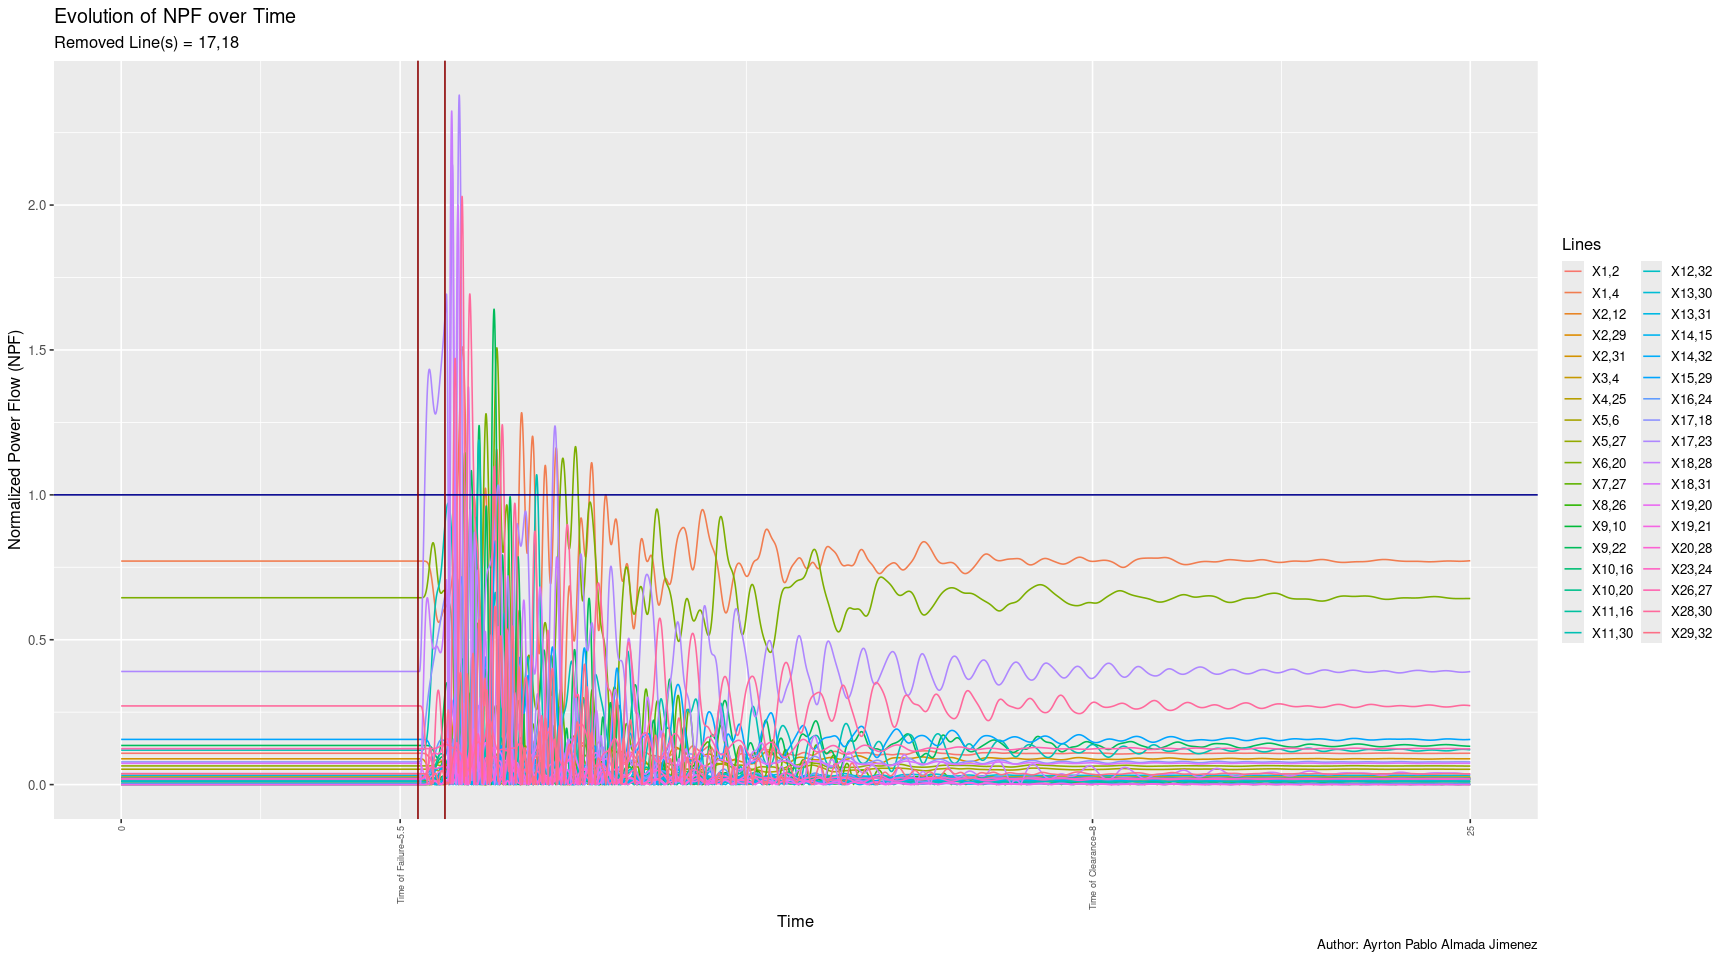 Evolution of NPF over Time
Removed Line(s) = 17,18
Normalized Power Flow (NPF)
2.0
1.5
1.0
0.5
0.0
0
Time of Failure=5.5
Time of Clearance=8
25
Time
Lines
X1,2
X1,4
X2,12
X2,29
X2,31
X3,4
X4,25
X5,6
X5,27
X6,20
X7,27
X8,26
X9,10
X9,22
X10,16
X10,20
X11,16
X11,30
X12,32
X13,30
X13,31
X14,15
X14,32
X15,29
X16,24
X17,18
X17,23
X18,28
X18,31
X19,20
X19,21
X20,28
X23,24
X26,27
X28,30
X29,32
Author: Ayrton Pablo Almada Jimenez